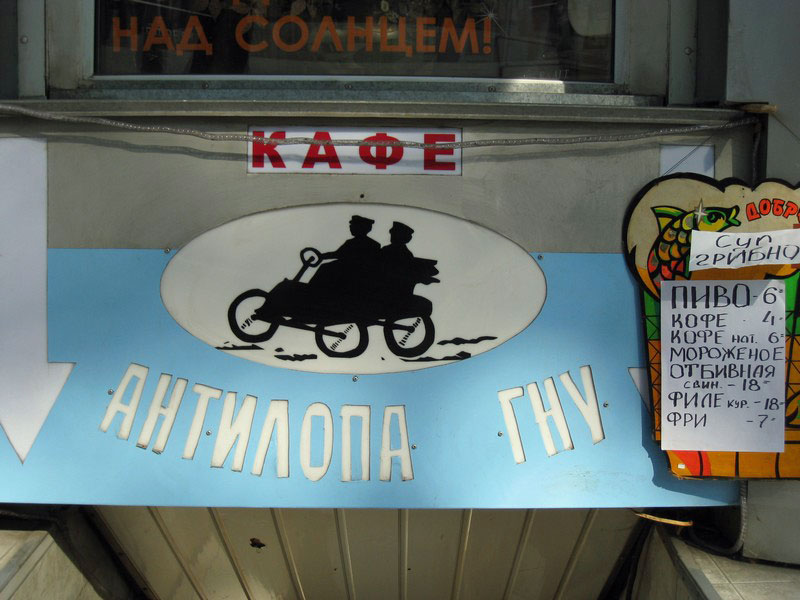 НАД СОЛНЦЕМ!
КАФЕ
АНТИЛОПА ГНУ
СУП
ГРИБНО
ПИВО - 6=
КОФЕ - 4=
КОФЕ нат. 6=
МОРОЖЕНОЕ
ОТБИВНАЯ
СВИН. - 18=
ФИЛЕ КУР. - 18=
ФРИ - 7=